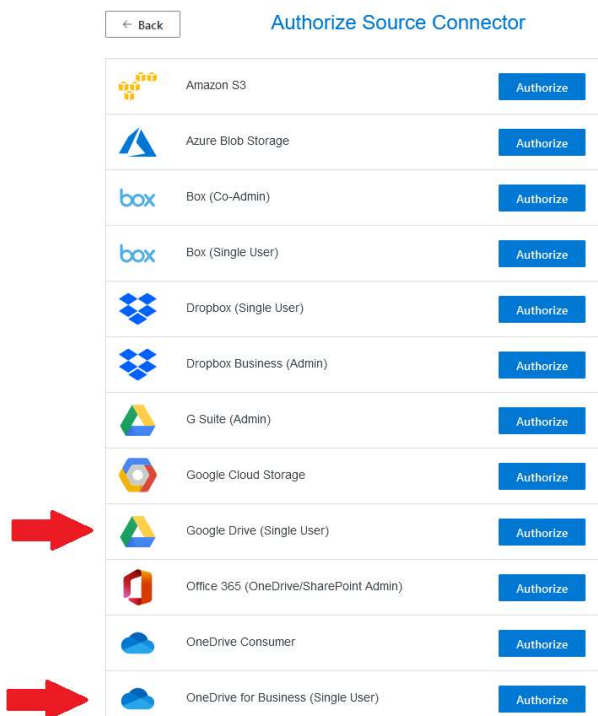 ← Back
Authorize Source Connector
Amazon S3
Authorize
Azure Blob Storage
Authorize
box
Box (Co-Admin)
Authorize
box
Box (Single User)
Authorize
Dropbox (Single User)
Authorize
Dropbox Business (Admin)
Authorize
G Suite (Admin)
Authorize
Google Cloud Storage
Authorize
Google Drive (Single User)
Authorize
Office 365 (OneDrive/SharePoint Admin)
Authorize
OneDrive Consumer
Authorize
OneDrive for Business (Single User)
Authorize